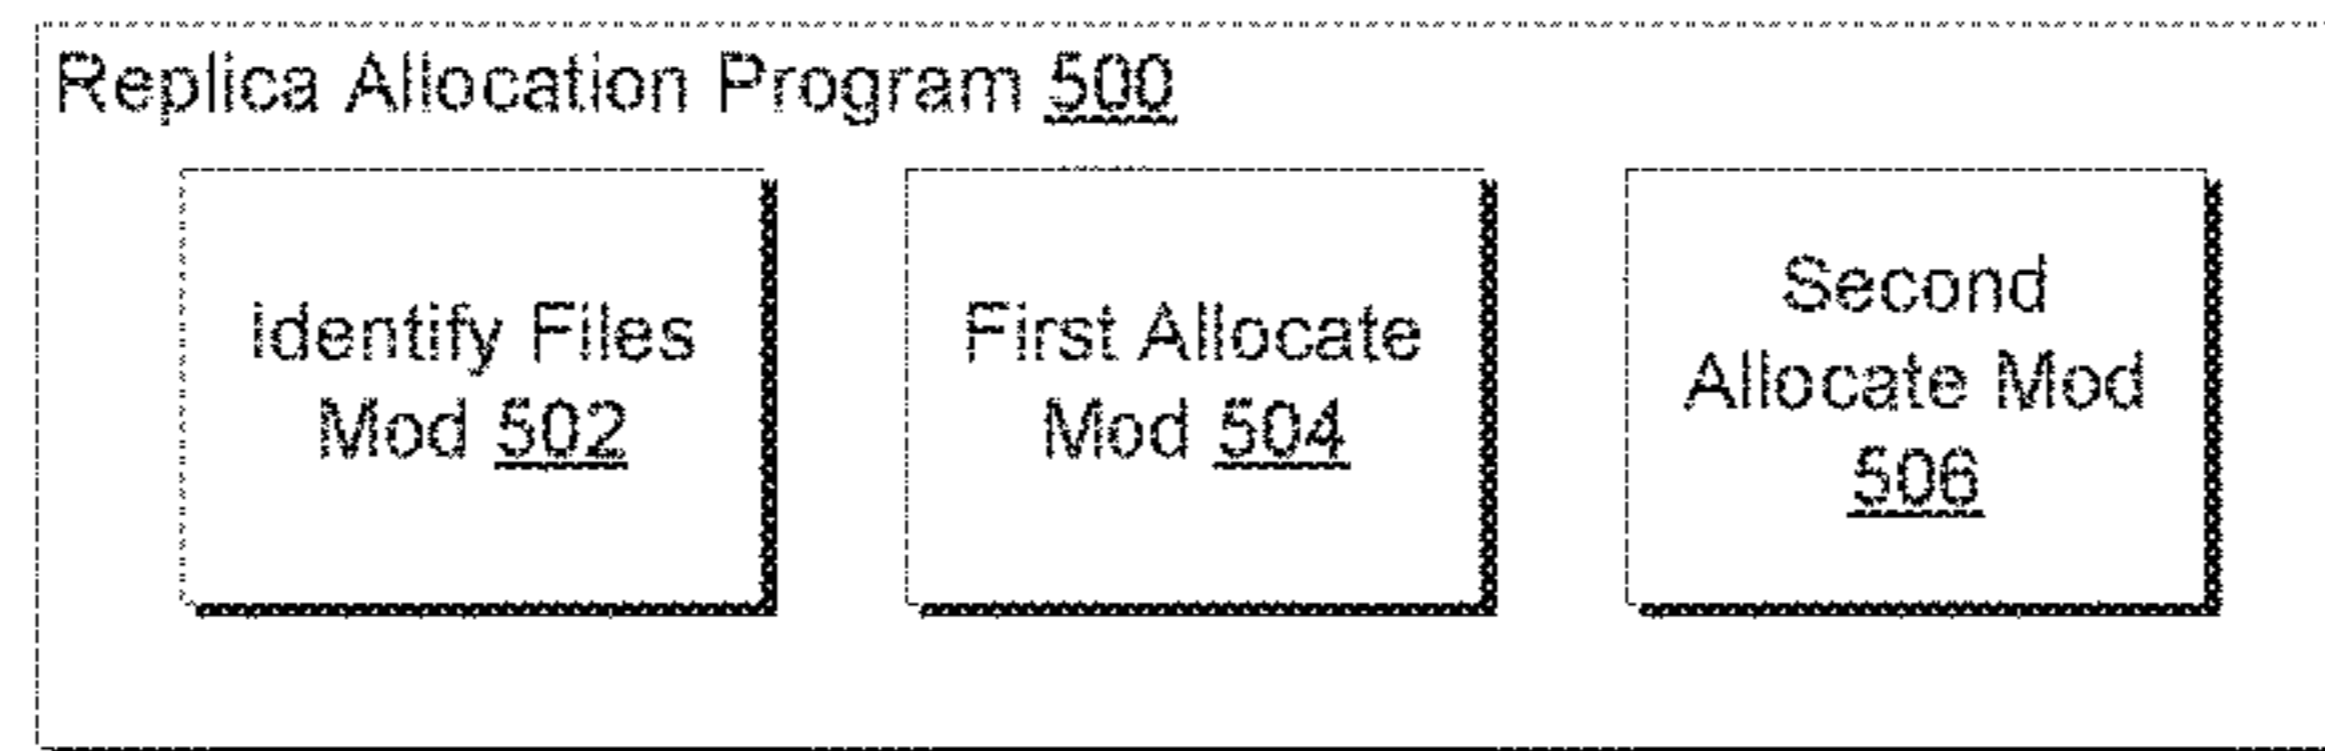 Replica Allocation Program 500
Identify Files
Mod 502
First Allocate
Mod 504
Second
Allocate Mod
506